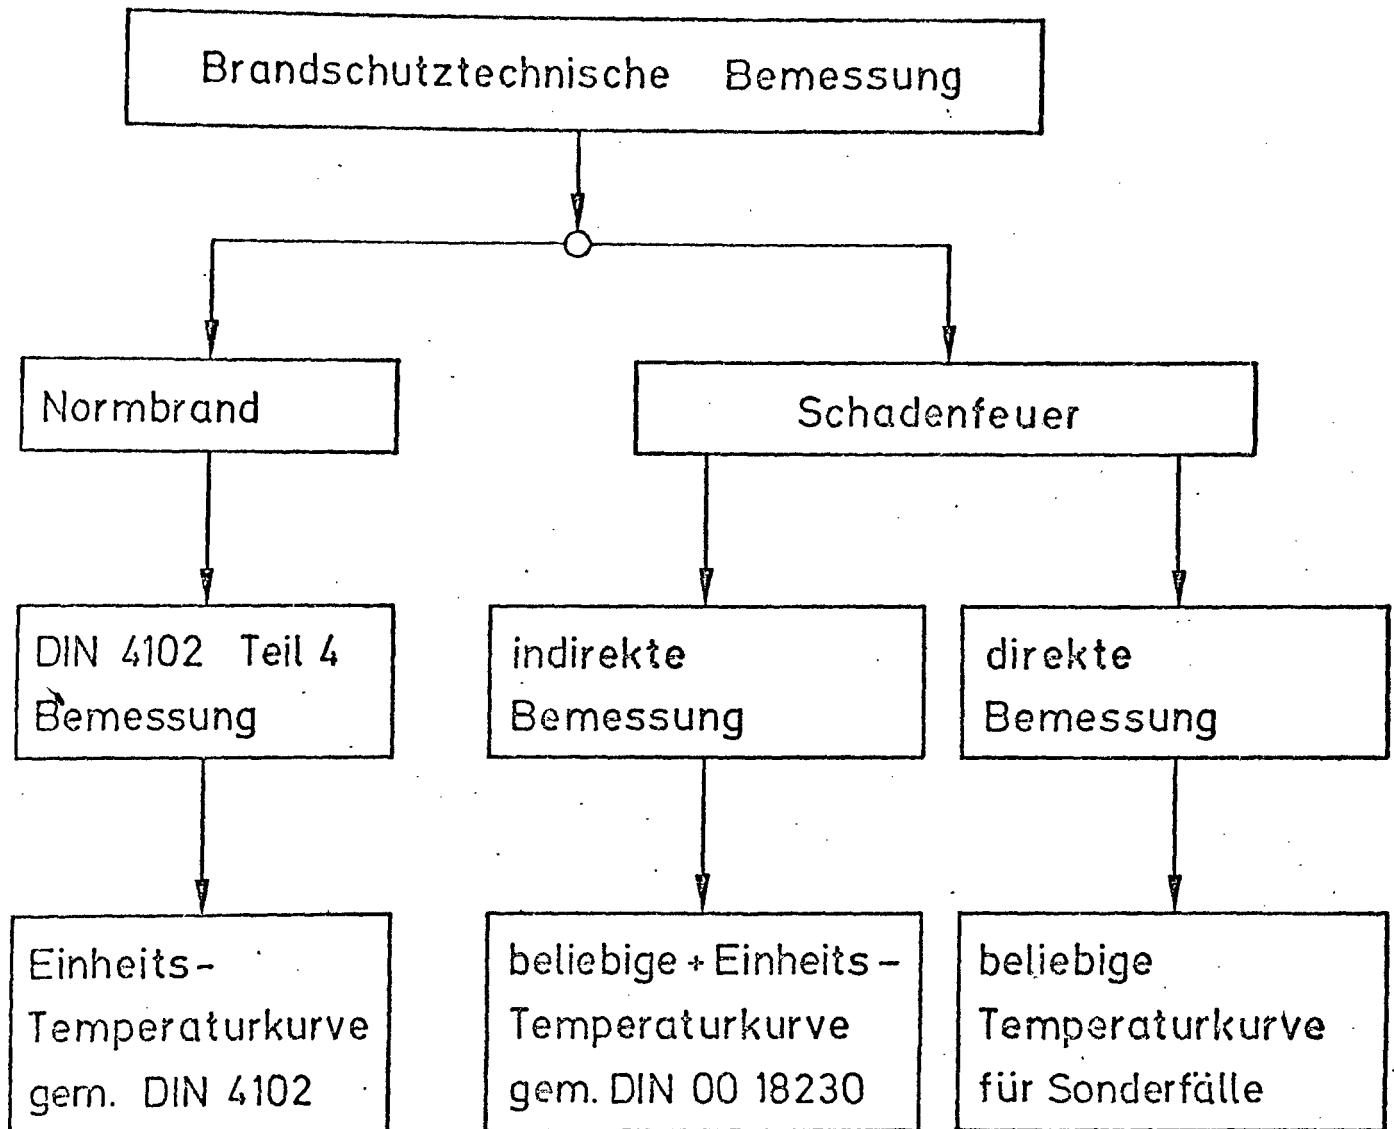 Brandschutztechnische Bemessung
Normbrand
Schadenfeuer
DIN 4102 Teil 4
Bemessung
indirekte
Bemessung
direkte
Bemessung
Einheits-
Temperaturkurve
gem. DIN 4102
beliebige + Einheits-
Temperaturkurve
gem. DIN 00 18230
beliebige
Temperaturkurve
für Sonderfälle